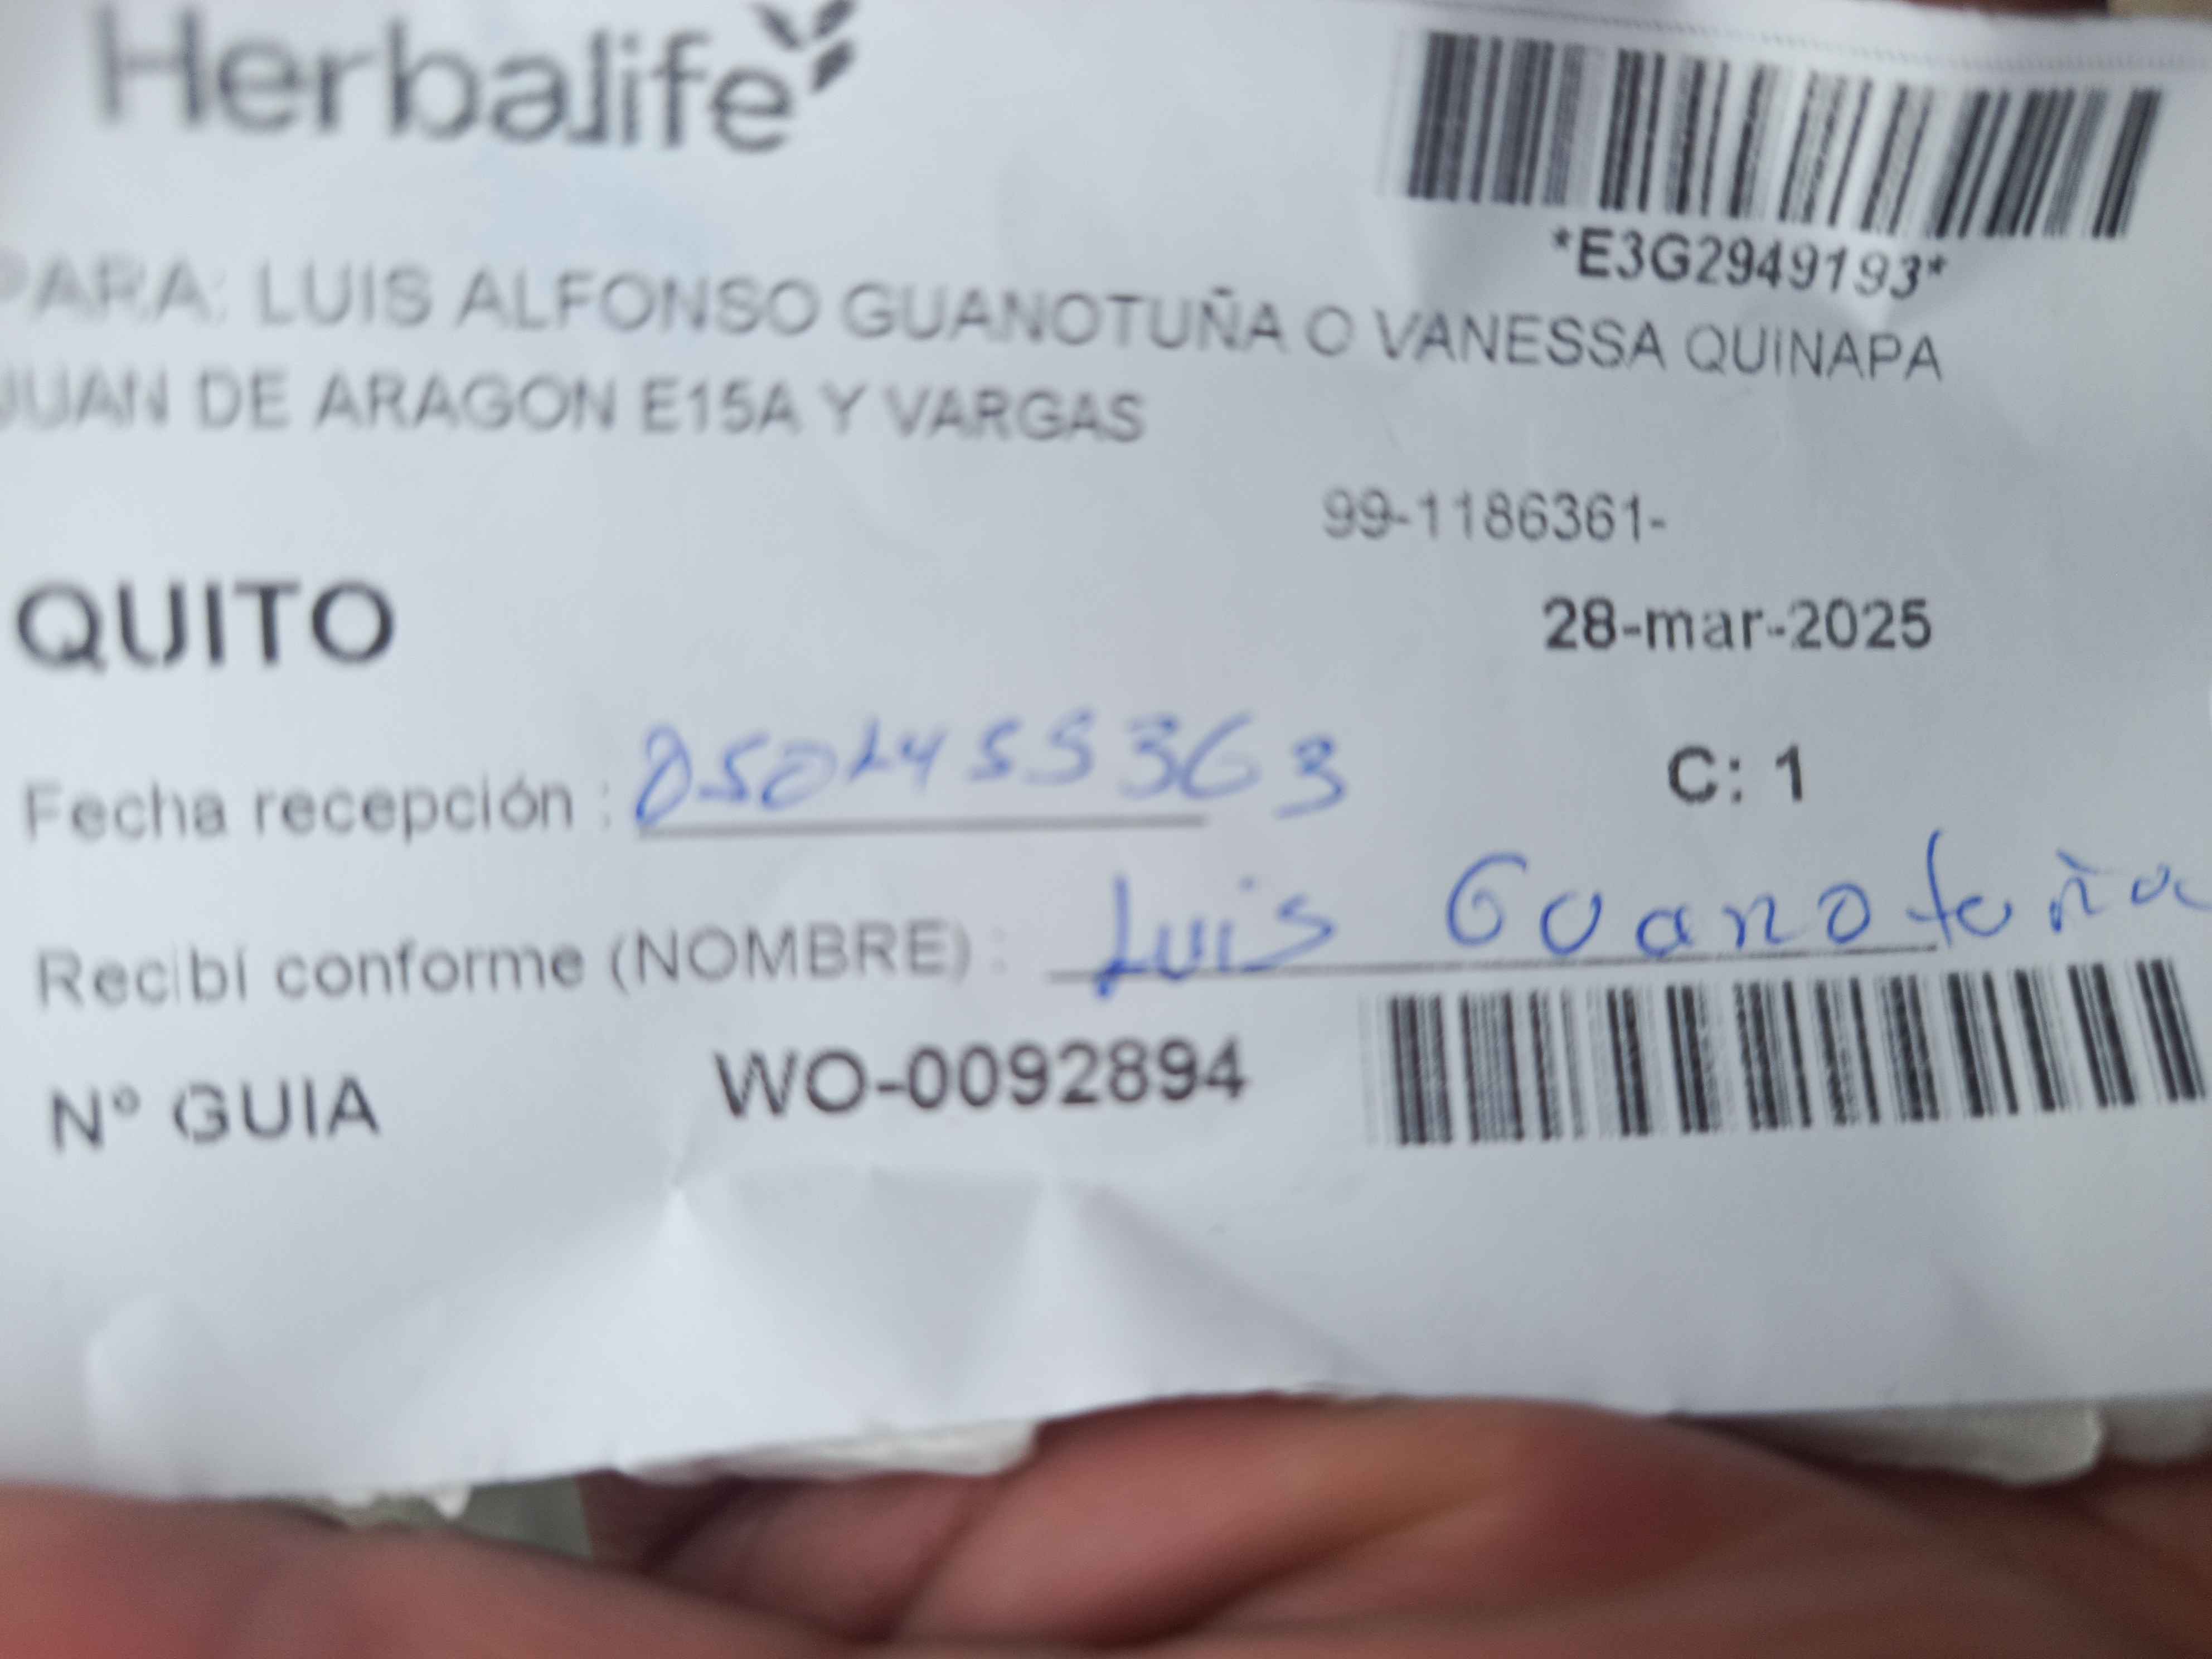 Herbalife
*E3G2949193*
PARA: LUIS ALFONSO GUANOTUÑA O VANESSA QUINAPA
JUAN DE ARAGON E15A Y VARGAS
99-1186361-
QUITO
28-mar-2025
Fecha recepción : 0502455363
C: 1
Recibí conforme (NOMBRE) : Luis Guanotuña
N° GUIA WO-0092894